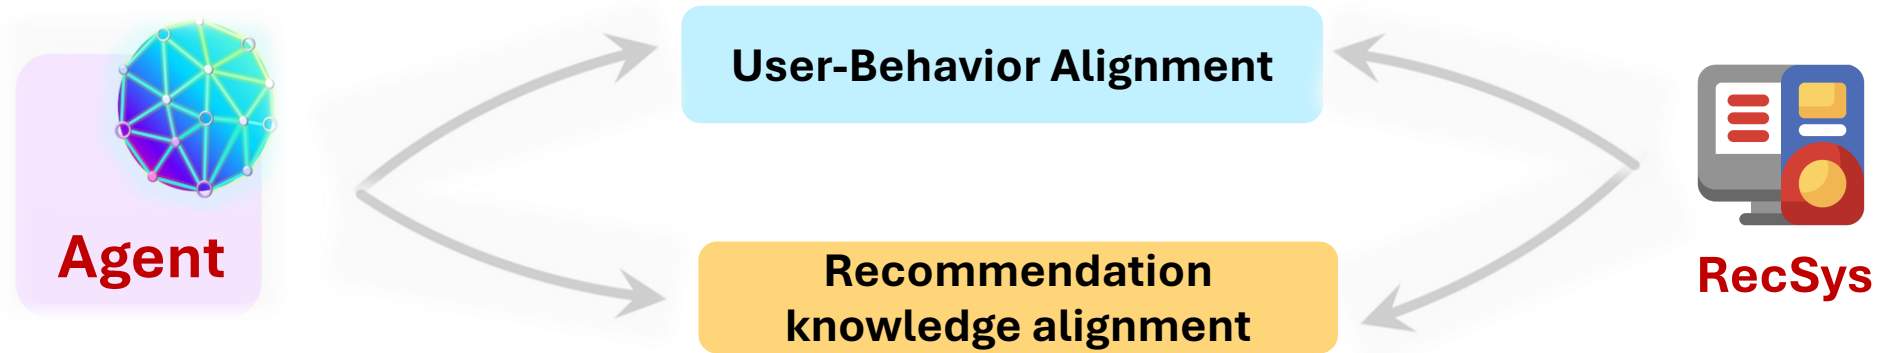 User-Behavior Alignment
Agent
Recommendation
knowledge alignment
RecSys